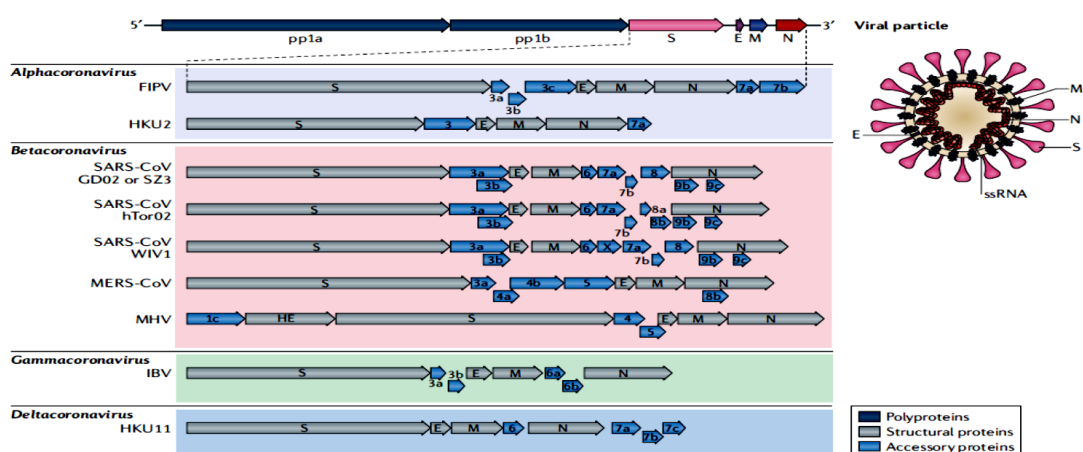 5′ 3′ Viral particle
pp1a pp1b S E M N
Alphacoronavirus
FIPV S 3a 3b 3c E M N 7a 7b
HKU2 S 3 E M N 7a
Betacoronavirus
SARS-CoV
GD02 or SZ3 S 3a 3b E M 6 7a 7b 8 N 9b 9c
SARS-CoV
hTor02 S 3a 3b E M 6 7a 7b 8a 8b N 9b 9c
SARS-CoV
WIV1 S 3a 3b E M 6 X 7a 7b 8 N 9b 9c
MERS-CoV S 3a 4a 4b 5 E M N 8b
MHV 1c HE S 4 5 E M N
Gammacoronavirus
IBV S 3a 3b E M 6a 6b N
Deltacoronavirus
HKU11 S E M 6 N 7a 7b 7c
M
N
E
S
ssRNA
Polyproteins
Structural proteins
Accessory proteins